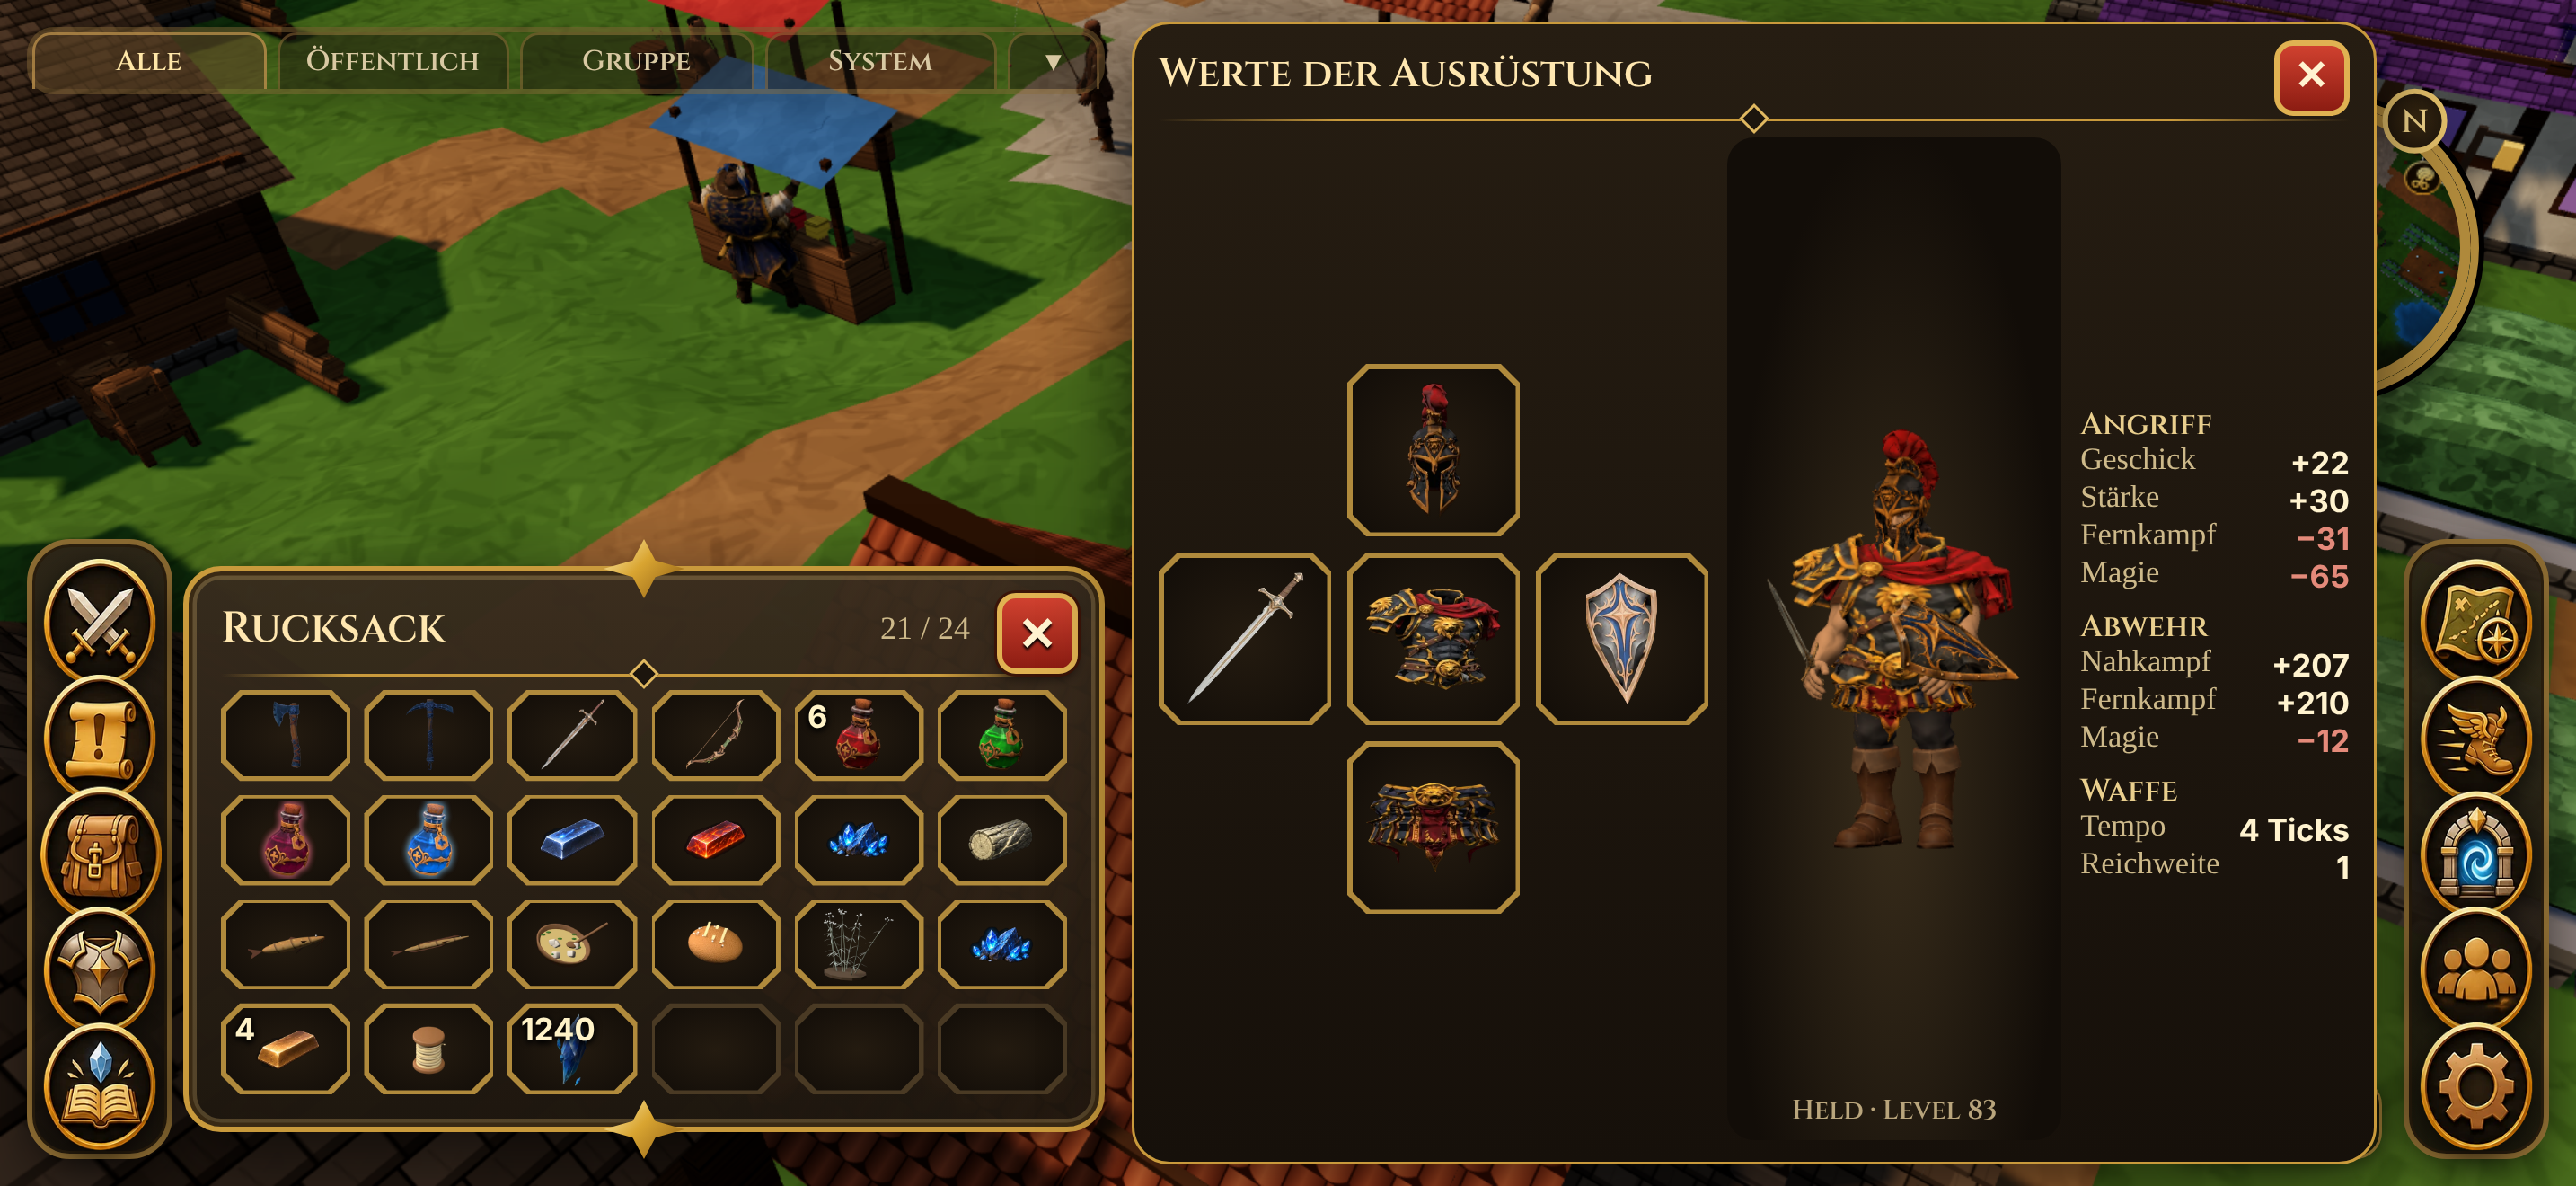 Alle
Öffentlich
Gruppe
System
▼
Werte der Ausrüstung
N
Rucksack
21 / 24
6
4
1240
Held · Level 83
Angriff
Geschick +22
Stärke +30
Fernkampf −31
Magie −65
Abwehr
Nahkampf +207
Fernkampf +210
Magie −12
Waffe
Tempo 4 Ticks
Reichweite 1